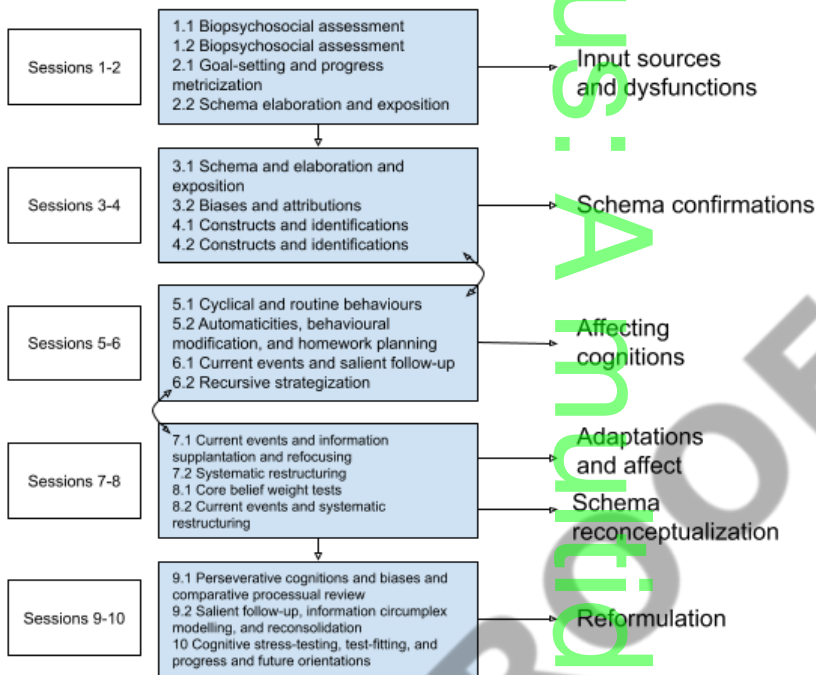 Sessions 1-2
1.1 Biopsychosocial assessment
1.2 Biopsychosocial assessment
2.1 Goal-setting and progress
metricization
2.2 Schema elaboration and exposition
Input sources
and dysfunctions
Sessions 3-4
3.1 Schema and elaboration and
exposition
3.2 Biases and attributions
4.1 Constructs and identifications
4.2 Constructs and identifications
Schema confirmations
Sessions 5-6
5.1 Cyclical and routine behaviours
5.2 Automaticities, behavioural
modification, and homework planning
6.1 Current events and salient follow-up
6.2 Recursive strategization
Affecting
cognitions
Sessions 7-8
7.1 Current events and information
supplantation and refocusing
7.2 Systematic restructuring
8.1 Core belief weight tests
8.2 Current events and systematic
restructuring
Adaptations
and affect
Schema
reconceptualization
Sessions 9-10
9.1 Perseverative cognitions and biases and
comparative processual review
9.2 Salient follow-up, information circumplex
modelling, and reconsolidation
10 Cognitive stress-testing, test-fitting, and
progress and future orientations
Reformulation
us: A multid
ROOF